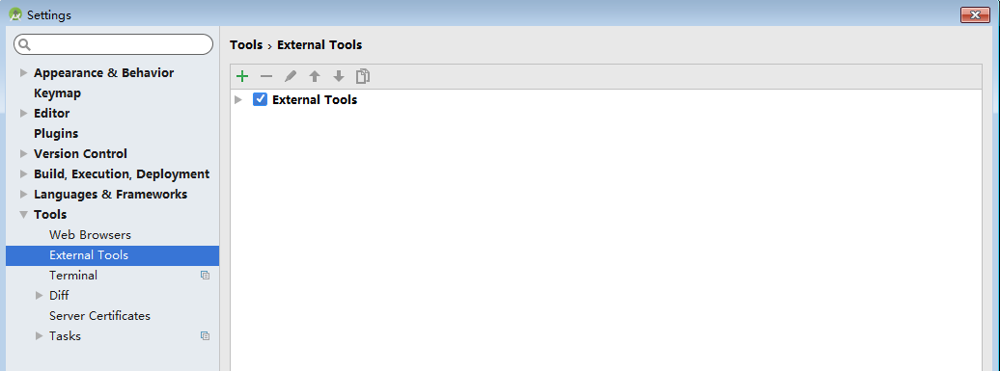 Settings
Tools › External Tools
Appearance & Behavior
Keymap
Editor
Plugins
Version Control
Build, Execution, Deployment
Languages & Frameworks
Tools
Web Browsers
External Tools
Terminal
Diff
Server Certificates
Tasks
External Tools